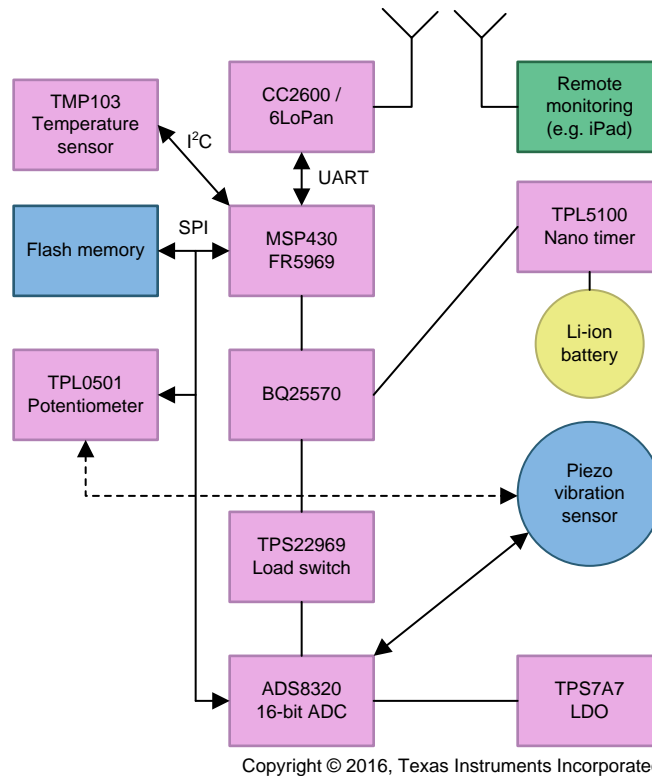 TMP103
Temperature
sensor
I²C
CC2600 /
6LoPan
UART
Remote
monitoring
(e.g. iPad)
Flash memory
SPI
MSP430
FR5969
TPL5100
Nano timer
Li-ion
battery
TPL0501
Potentiometer
BQ25570
Piezo
vibration
sensor
TPS22969
Load switch
ADS8320
16-bit ADC
TPS7A7
LDO
Copyright © 2016, Texas Instruments Incorporate